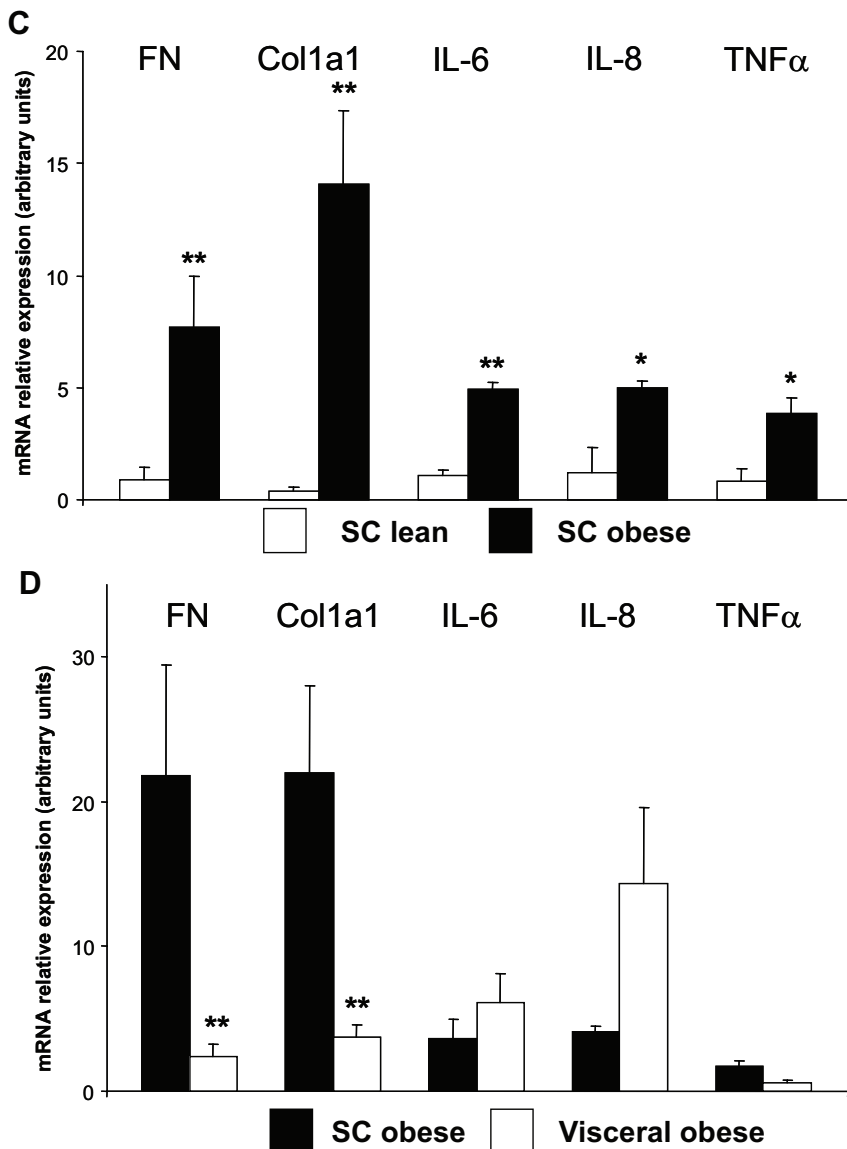 C
mRNA relative expression (arbitrary units)
20
15
10
5
0
FN Col1a1 IL-6 IL-8 TNFα
**
**
**
*
*
SC lean SC obese
D
mRNA relative expression (arbitrary units)
30
20
10
0
FN Col1a1 IL-6 IL-8 TNFα
**
**
SC obese Visceral obese